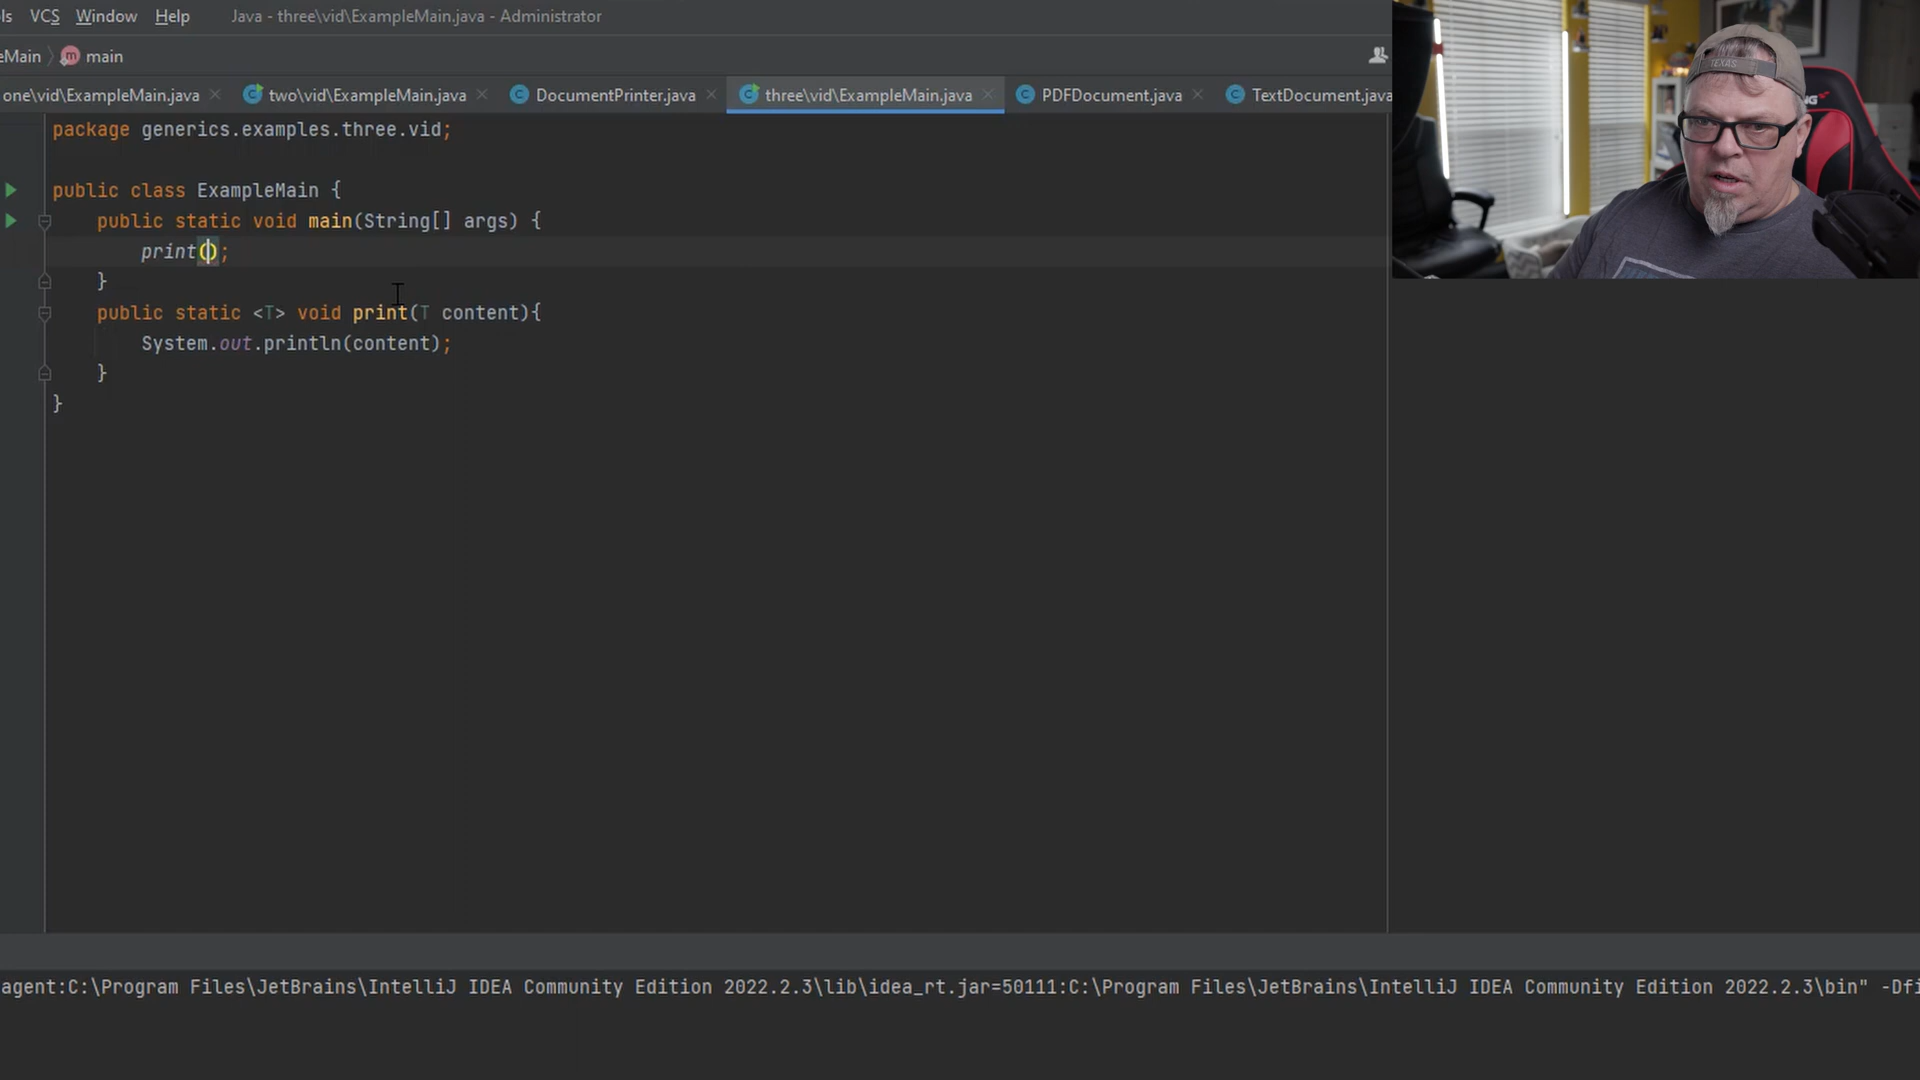 ls VCS Window Help Java - three\vid\ExampleMain.java - Administrator
eMain main
one\vid\ExampleMain.java two\vid\ExampleMain.java DocumentPrinter.java three\vid\ExampleMain.java PDFDocument.java TextDocument.java
package generics.examples.three.vid;
public class ExampleMain {
public static void main(String[] args) {
print();
}
public static <T> void print(T content){
System.out.println(content);
}
}
agent:C:\Program Files\JetBrains\IntelliJ IDEA Community Edition 2022.2.3\lib\idea_rt.jar=50111:C:\Program Files\JetBrains\IntelliJ IDEA Community Edition 2022.2.3\bin" -Dfi
TEXAS